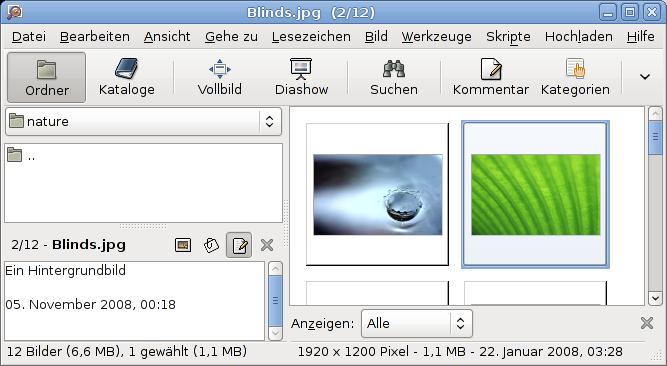 Blinds.jpg  (2/12)
Datei Bearbeiten Ansicht Gehe zu Lesezeichen Bild Werkzeuge Skripte Hochladen Hilfe
Ordner Kataloge Vollbild Diashow Suchen Kommentar Kategorien
nature
..
2/12 - Blinds.jpg
Ein Hintergrundbild
05. November 2008, 00:18
Anzeigen: Alle
12 Bilder (6,6 MB), 1 gewählt (1,1 MB)
1920 x 1200 Pixel - 1,1 MB - 22. Januar 2008, 03:28